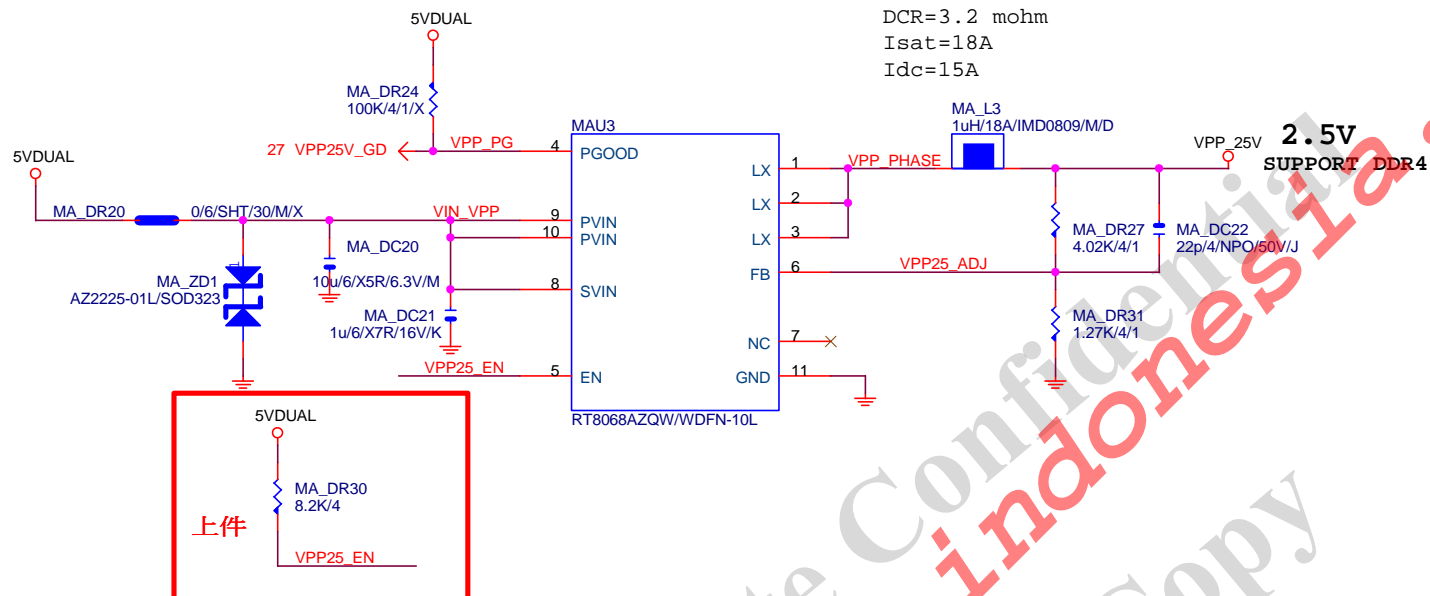 DCR=3.2 mohm
Isat=18A
Idc=15A
5VDUAL
MA_DR24
100K/4/1/X
27 VPP25V_GD
VPP_PG
4
PGOOD
MAU3
5VDUAL
MA_DR20
0/6/SHT/30/M/X
VIN_VPP
9
PVIN
10
PVIN
MA_DC20
10u/6/X5R/6.3V/M
MA_ZD1
AZ2225-01L/SOD323
8
SVIN
MA_DC21
1u/6/X7R/16V/K
VPP25_EN
5
EN
RT8068AZQW/WDFN-10L
LX
1
LX
2
LX
3
FB
6
NC
7
GND
11
VPP_PHASE
MA_L3
1uH/18A/IMD0809/M/D
VPP_25V
2.5V
SUPPORT DDR4
MA_DR27
4.02K/4/1
MA_DC22
22p/4/NPO/50V/J
VPP25_ADJ
MA_DR31
1.27K/4/1
5VDUAL
MA_DR30
8.2K/4
上件
VPP25_EN
Confidential
Copy
indonesia